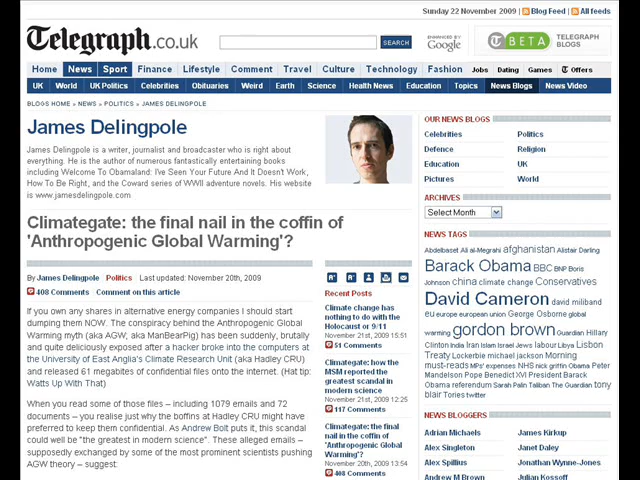 Sunday 22 November 2009 | Blog Feed | All feeds
Telegraph.co.uk
SEARCH
ENHANCED BY Google
BETA TELEGRAPH BLOGS
Home News Sport Finance Lifestyle Comment Travel Culture Technology Fashion Jobs Dating Games Offers
UK World UK Politics Celebrities Obituaries Weird Earth Science Health News Education Topics News Blogs News Video
BLOGS HOME » NEWS » POLITICS » JAMES DELINGPOLE
James Delingpole
James Delingpole is a writer, journalist and broadcaster who is right about
everything. He is the author of numerous fantastically entertaining books
including Welcome To Obamaland: I've Seen Your Future And It Doesn't Work,
How To Be Right, and the Coward series of WWII adventure novels. His website
is www.jamesdelingpole.com
Climategate: the final nail in the coffin of
'Anthropogenic Global Warming'?
By James Delingpole Politics Last updated: November 20th, 2009
408 Comments Comment on this article
If you own any shares in alternative energy companies I should start
dumping them NOW. The conspiracy behind the Anthropogenic Global
Warming myth (aka AGW; aka ManBearPig) has been suddenly, brutally
and quite deliciously exposed after a hacker broke into the computers at
the University of East Anglia's Climate Research Unit (aka Hadley CRU) and
released 61 megabites of confidential files onto the internet. (Hat tip:
Watts Up With That)
When you read some of those files – including 1079 emails and 72
documents – you realise just why the boffins at Hadley CRU might have
preferred to keep them confidential. As Andrew Bolt puts it, this scandal
could well be "the greatest in modern science". These alleged emails –
supposedly exchanged by some of the most prominent scientists pushing
AGW theory – suggest:
Recent Posts
Climate change has
nothing to do with the
Holocaust or 9/11
November 21st, 2009 15:51
51 Comments
Climategate: how the
MSM reported the
greatest scandal in
modern science
November 21st, 2009 12:25
117 Comments
Climategate: the final
nail in the coffin of
'Anthropogenic Global
Warming'?
November 20th, 2009 13:54
408 Comments
OUR NEWS BLOGS
Celebrities Politics
Defence Religion
Education UK
Pictures World
ARCHIVES
Select Month
NEWS TAGS
Abdelbaset Ali al-Megrahi afghanistan Alistair Darling
Barack Obama BBC BNP Boris
Johnson china climate change Conservatives
David Cameron david miliband
eu europe european union George Osborne global
warming gordon brown Guardian Hillary
Clinton India Iran Islam Israel Jews labour Libya Lisbon
Treaty Lockerbie michael jackson Morning
must-reads MPs' expenses NHS nick griffin Obama Peter
Mandelson Pope Benedict XVI President Barack
Obama referendum Sarah Palin Taliban The Guardian tony
blair Tories twitter
NEWS BLOGGERS
Adrian Michaels James Kirkup
Alex Singleton Janet Daley
Alex Spillius Jonathan Wynne-Jones
Andrew M Brown Julian Kossoff